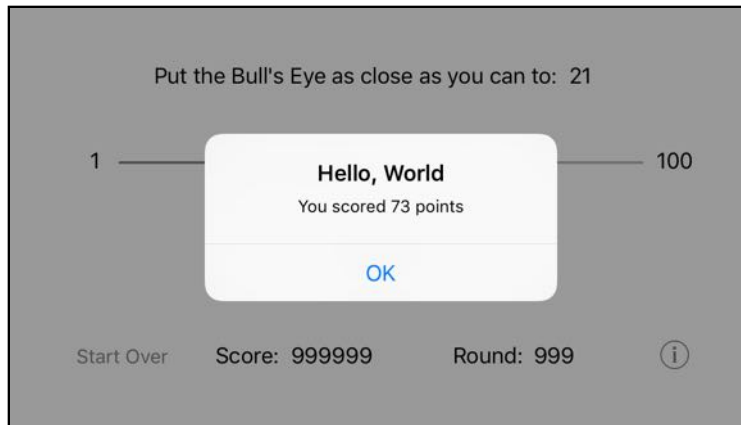 Put the Bull's Eye as close as you can to: 21
1 100
Hello, World
You scored 73 points
OK
Start Over Score: 999999 Round: 999 i